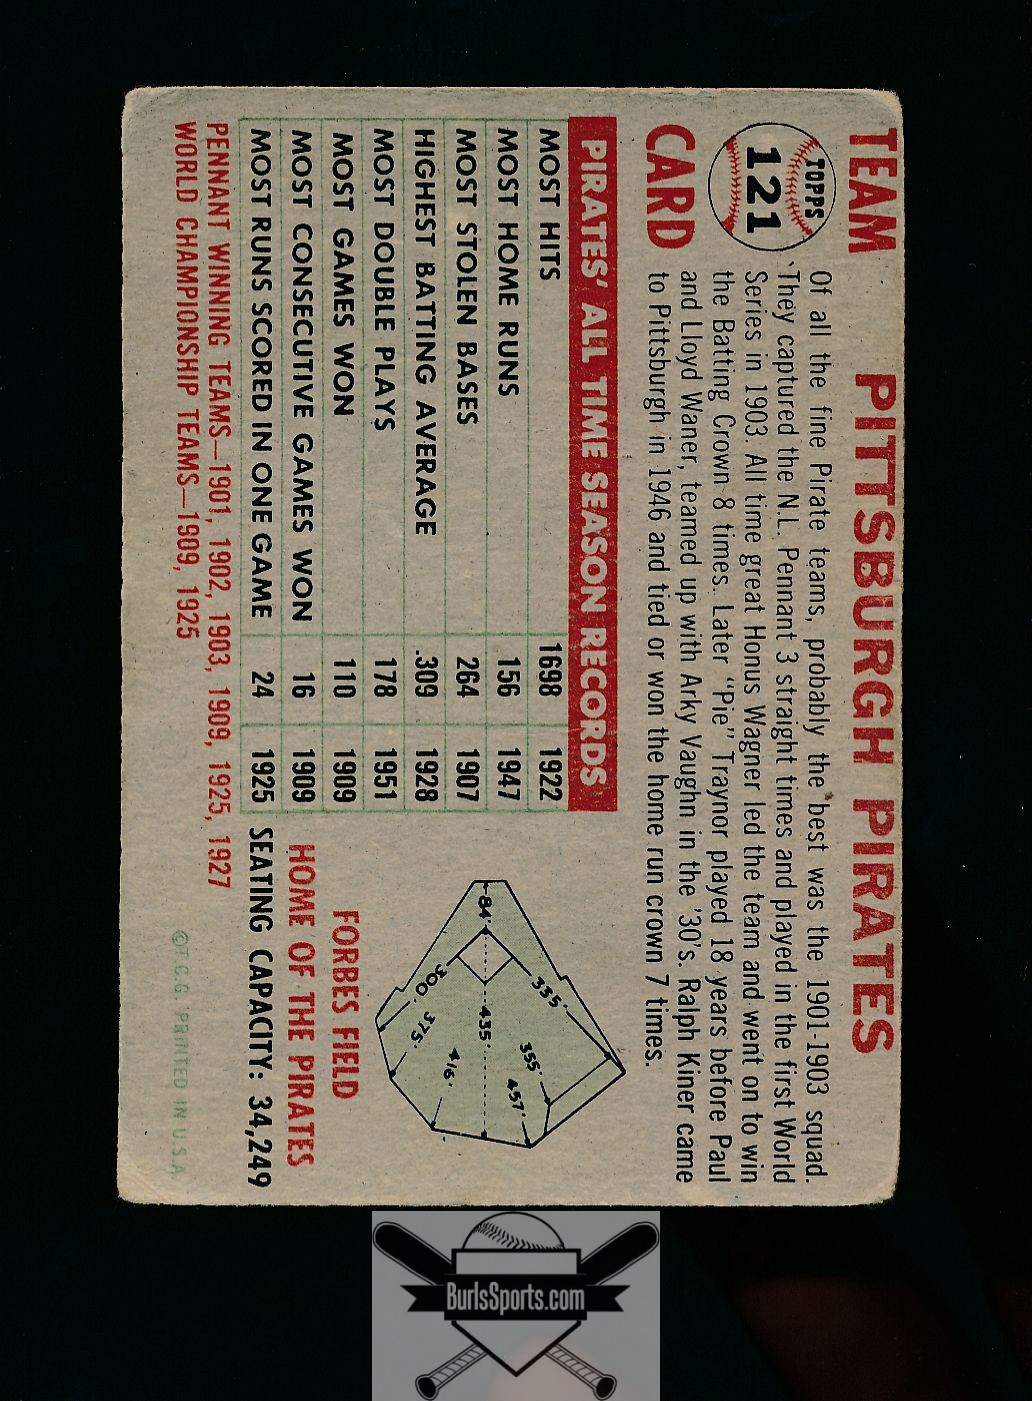 TEAM PITTSBURGH PIRATES
TOPPS
121
CARD
Of all the fine Pirate teams, probably the best was the 1901-1903 squad.
They captured the N.L. Pennant 3 straight times and played in the first World
Series in 1903. All time great Honus Wagner led the team and went on to win
the Batting Crown 8 times. Later "Pie" Traynor played 18 years before Paul
and Lloyd Waner, teamed up with Arky Vaughn in the '30's. Ralph Kiner came
to Pittsburgh in 1946 and tied or won the home run crown 7 times.
PIRATES' ALL TIME SEASON RECORDS
MOST HITS 1698 1922
MOST HOME RUNS 156 1947
MOST STOLEN BASES 264 1907
HIGHEST BATTING AVERAGE .309 1928
MOST DOUBLE PLAYS 178 1951
MOST GAMES WON 110 1909
MOST CONSECUTIVE GAMES WON 16 1909
MOST RUNS SCORED IN ONE GAME 24 1925
PENNANT WINNING TEAMS—1901, 1902, 1903, 1909, 1925, 1927
WORLD CHAMPIONSHIP TEAMS—1909, 1925
335'
355'
457'
84'
435'
416'
300'
375'
FORBES FIELD
HOME OF THE PIRATES
SEATING CAPACITY: 34,249
©T.C.G. PRINTED IN U.S.A.
BurlsSports.com